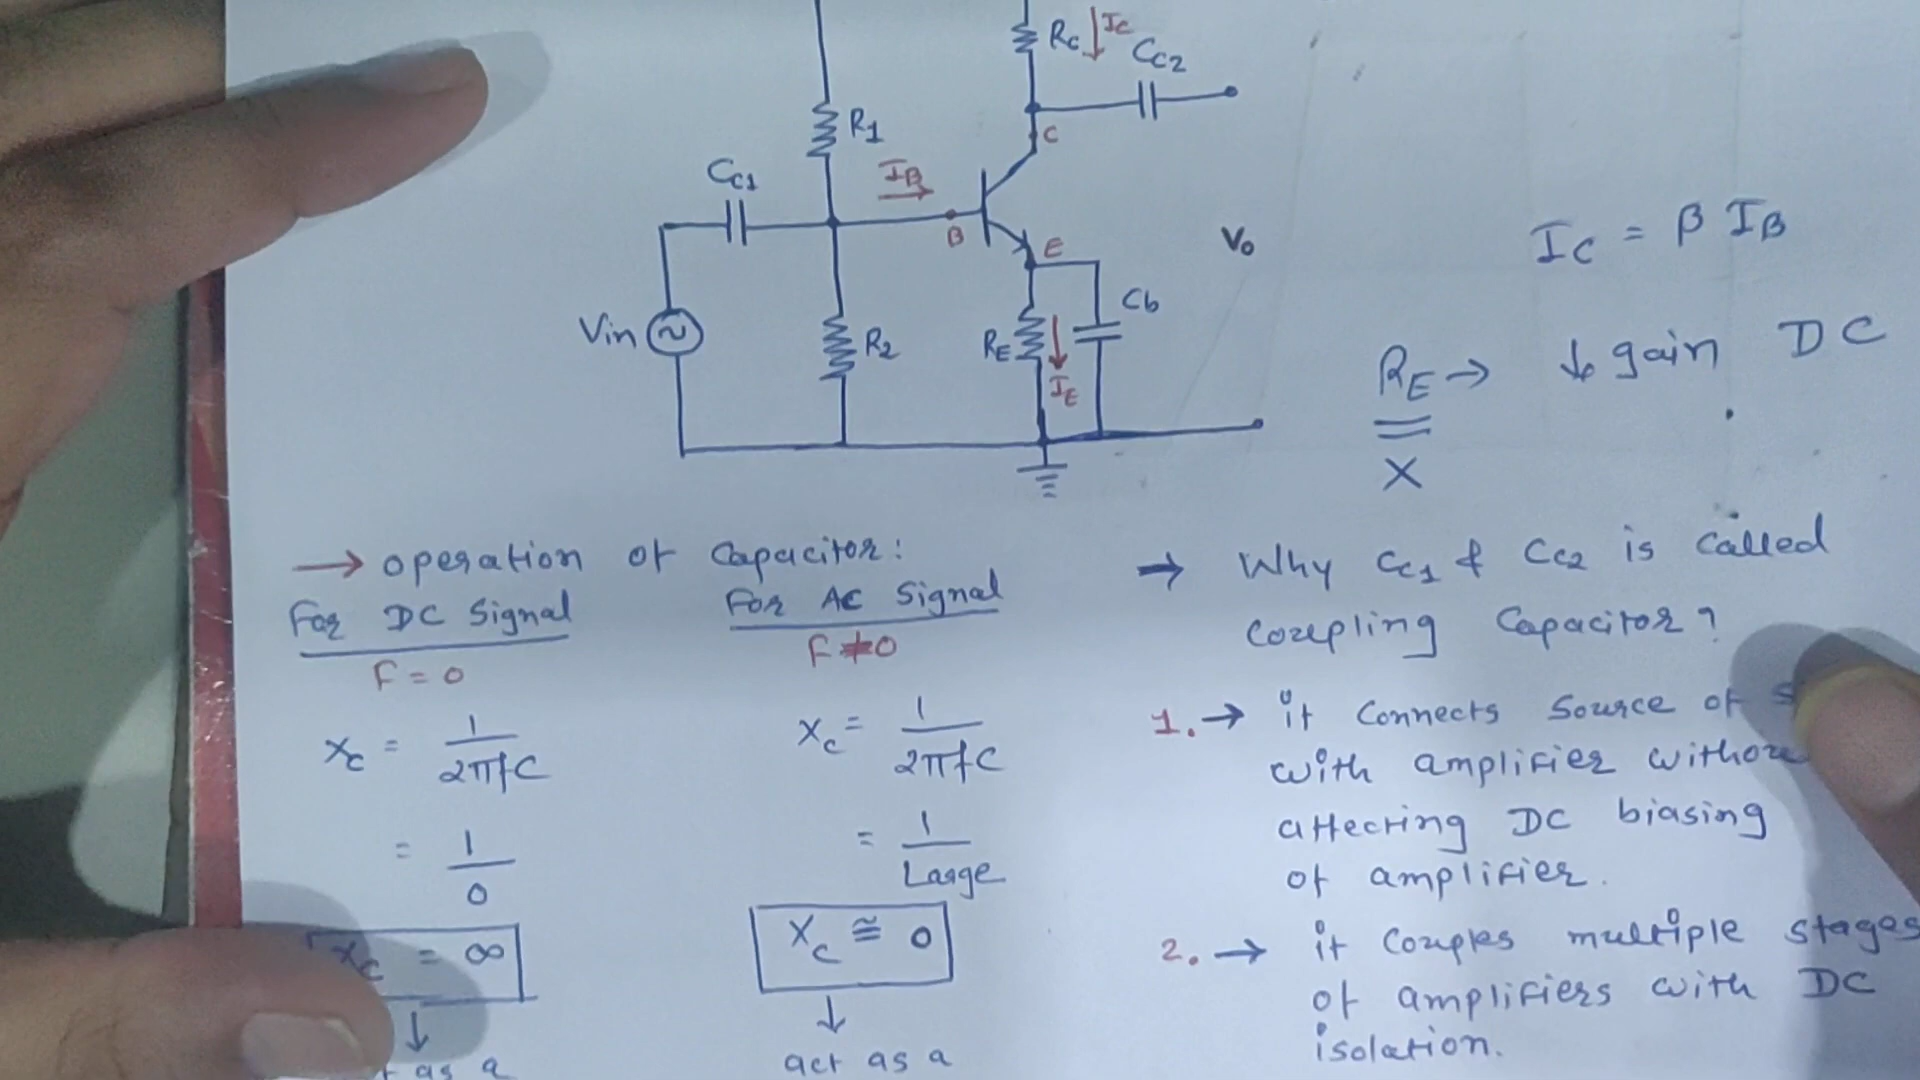 Rc Ic
Cc2
R1
C
Cc1
IB
B
E
Vo
Cb
Vin
R2
RE
IE
Ic = β IB
RE → ↓ gain DC
X
→ operation of Capacitor:
For DC Signal
F = 0
Xc = 1 / 2πfC
= 1 / 0
Xc = ∞
↓
as a
For AC Signal
F ≠ 0
Xc = 1 / 2πfC
= 1 / Large
Xc ≅ 0
↓
act as a
→ Why Cc1 & Cc2 is called
coupling Capacitor?
1. → it connects Source of
with amplifier
affecting DC biasing
of amplifier.
2. → it couples multiple stages
of amplifiers with DC
isolation.